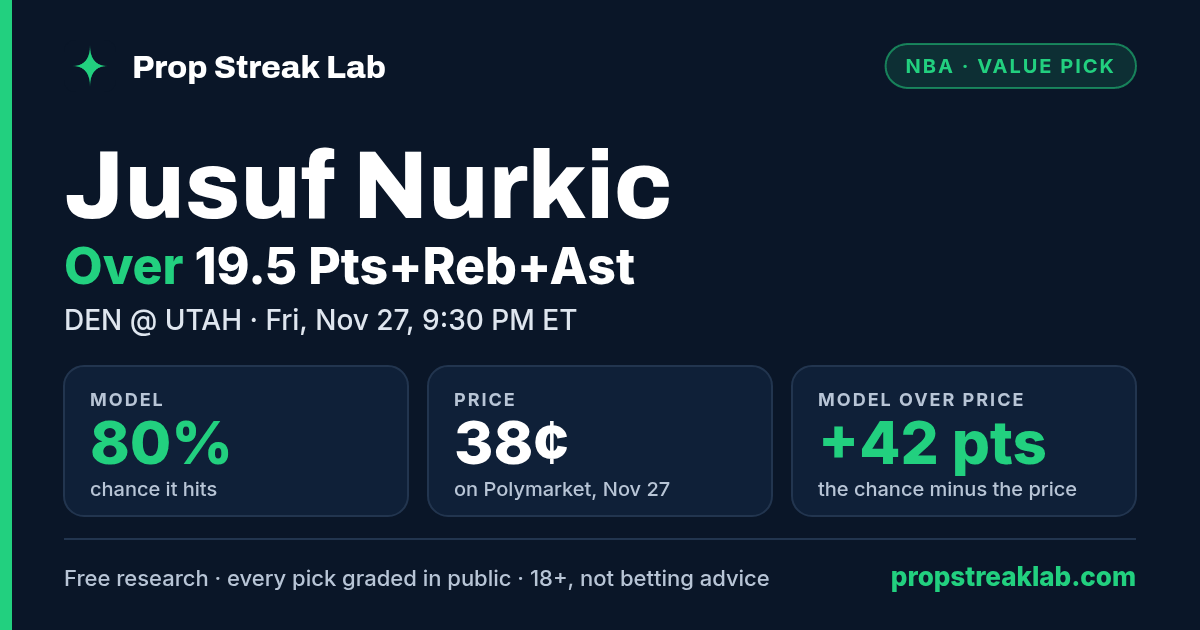 Prop Streak Lab
NBA · VALUE PICK
Jusuf Nurkic
Over 19.5 Pts+Reb+Ast
DEN @ UTAH · Fri, Nov 27, 9:30 PM ET
MODEL
80%
chance it hits
PRICE
38¢
on Polymarket, Nov 27
MODEL OVER PRICE
+42 pts
the chance minus the price
Free research · every pick graded in public · 18+, not betting advice
propstreaklab.com